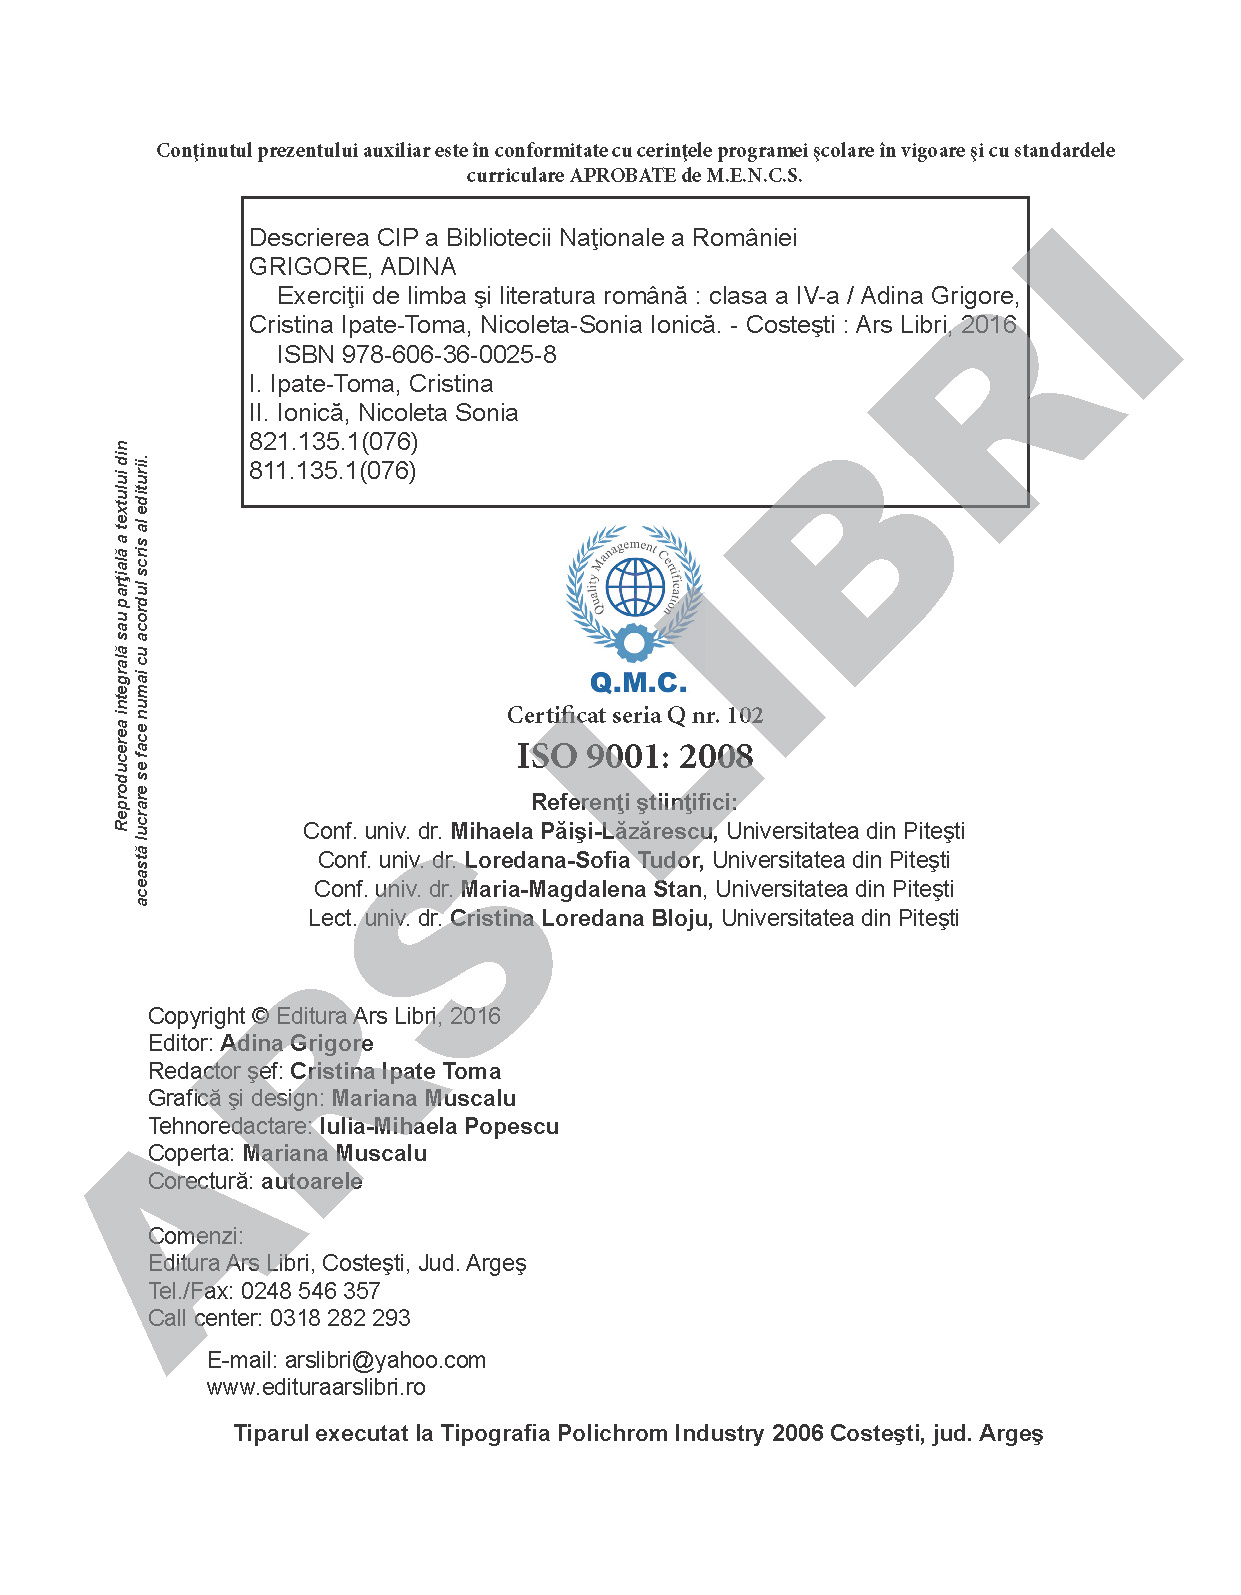 Conţinutul prezentului auxiliar este în conformitate cu cerinţele programei şcolare în vigoare şi cu standardele
curriculare APROBATE de M.E.N.C.S.
Descrierea CIP a Bibliotecii Naţionale a României
GRIGORE, ADINA
Exerciţii de limba şi literatura română : clasa a IV-a / Adina Grigore,
Cristina Ipate-Toma, Nicoleta-Sonia Ionică. - Costeşti : Ars Libri, 2016
ISBN 978-606-36-0025-8
I. Ipate-Toma, Cristina
II. Ionică, Nicoleta Sonia
821.135.1(076)
811.135.1(076)
Reproducerea integrală sau parţială a textului din
această lucrare se face numai cu acordul scris al editurii.
Quality Management Certification
Q.M.C.
Certificat seria Q nr. 102
ISO 9001: 2008
Referenţi ştiinţifici:
Conf. univ. dr. Mihaela Păişi-Lăzărescu, Universitatea din Piteşti
Conf. univ. dr. Loredana-Sofia Tudor, Universitatea din Piteşti
Conf. univ. dr. Maria-Magdalena Stan, Universitatea din Piteşti
Lect. univ. dr. Cristina Loredana Bloju, Universitatea din Piteşti
Copyright © Editura Ars Libri, 2016
Editor: Adina Grigore
Redactor şef: Cristina Ipate Toma
Grafică şi design: Mariana Muscalu
Tehnoredactare: Iulia-Mihaela Popescu
Coperta: Mariana Muscalu
Corectură: autoarele
Comenzi:
Editura Ars Libri, Costeşti, Jud. Argeş
Tel./Fax: 0248 546 357
Call center: 0318 282 293
E-mail: arslibri@yahoo.com
www.edituraarslibri.ro
Tiparul executat la Tipografia Polichrom Industry 2006 Costeşti, jud. Argeş
ARS LIBRI